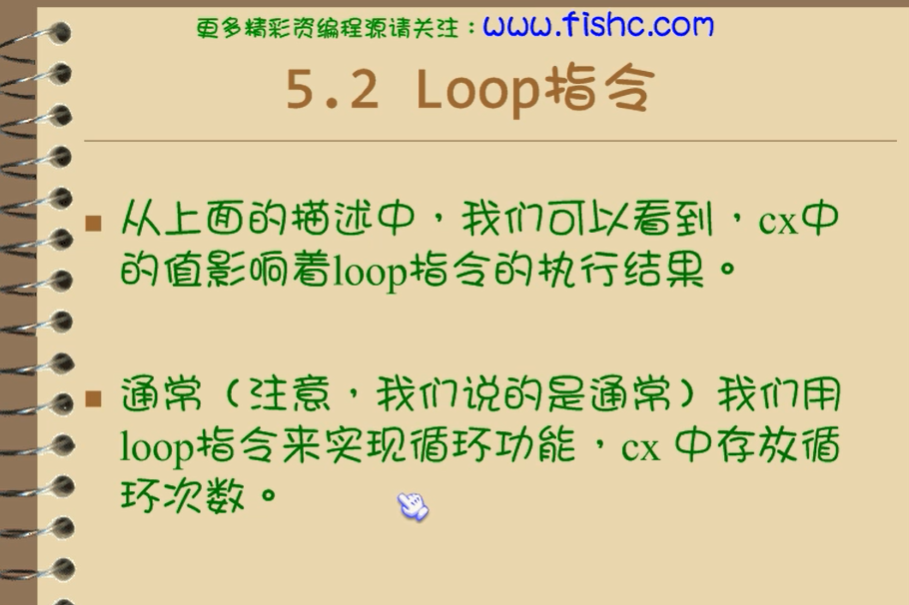 更多精彩资编程源请关注：www.fishc.com
5.2 Loop指令
从上面的描述中，我们可以看到，cx中
的值影响着loop指令的执行结果。
通常（注意，我们说的是通常）我们用
loop指令来实现循环功能，cx 中存放循
环次数。